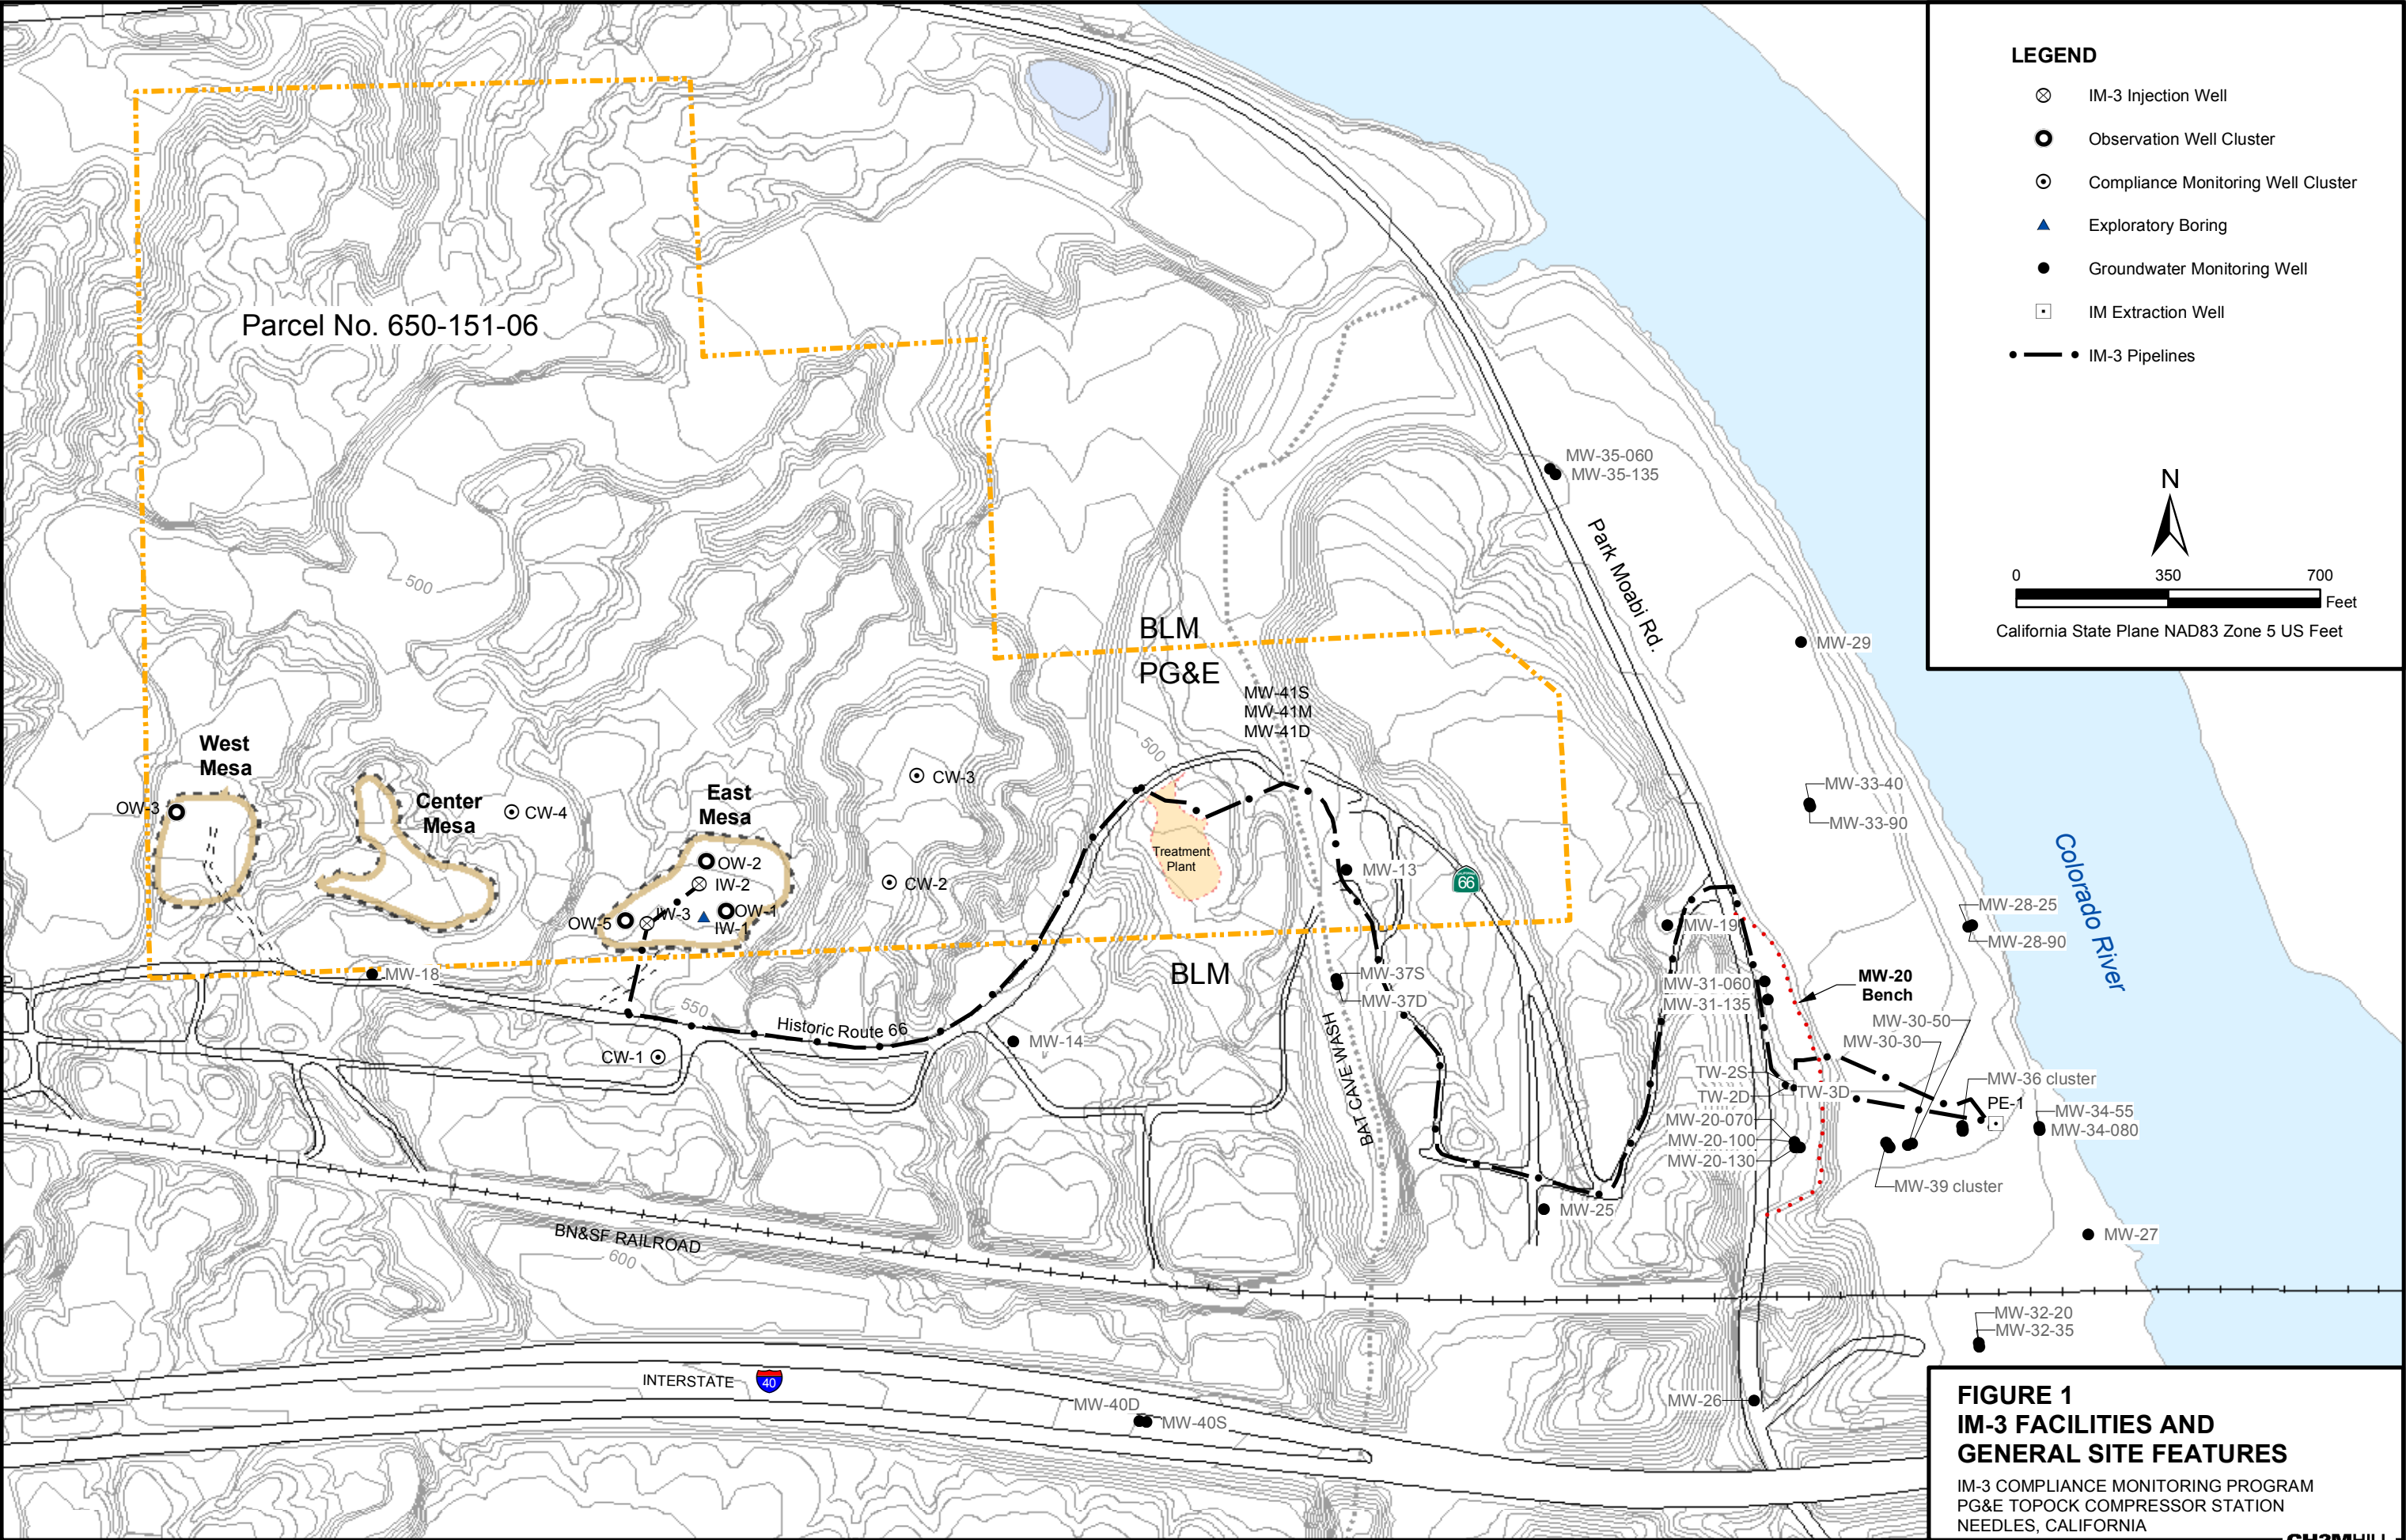 LEGEND
IM-3 Injection Well
Observation Well Cluster
Compliance Monitoring Well Cluster
Exploratory Boring
Groundwater Monitoring Well
IM Extraction Well
IM-3 Pipelines
N
0 350 700
Feet
California State Plane NAD83 Zone 5 US Feet
Parcel No. 650-151-06
MW-35-060
MW-35-135
Park Moabi Rd.
500
BLM
PG&E
MW-29
MW-41S
MW-41M
MW-41D
500
West
Mesa
OW-3
Center
Mesa
CW-4
East
Mesa
CW-3
OW-2
IW-2
CW-2
OW-5
IW-3
OW-1
IW-1
Treatment
Plant
MW-13
66
MW-33-40
MW-33-90
Colorado River
MW-28-25
MW-28-90
MW-19
MW-18
BLM
MW-37S
MW-37D
MW-31-060
MW-31-135
MW-20
Bench
550
Historic Route 66
MW-14
CW-1
BAT CAVE WASH
MW-30-50
MW-30-30
TW-2S
TW-2D
TW-3D
MW-36 cluster
PE-1
MW-34-55
MW-34-080
MW-20-070
MW-20-100
MW-20-130
MW-39 cluster
MW-25
MW-27
BN&SF RAILROAD
600
MW-32-20
MW-32-35
INTERSTATE 40
MW-40D
MW-40S
MW-26
FIGURE 1
IM-3 FACILITIES AND
GENERAL SITE FEATURES
IM-3 COMPLIANCE MONITORING PROGRAM
PG&E TOPOCK COMPRESSOR STATION
NEEDLES, CALIFORNIA
CH2MHILL